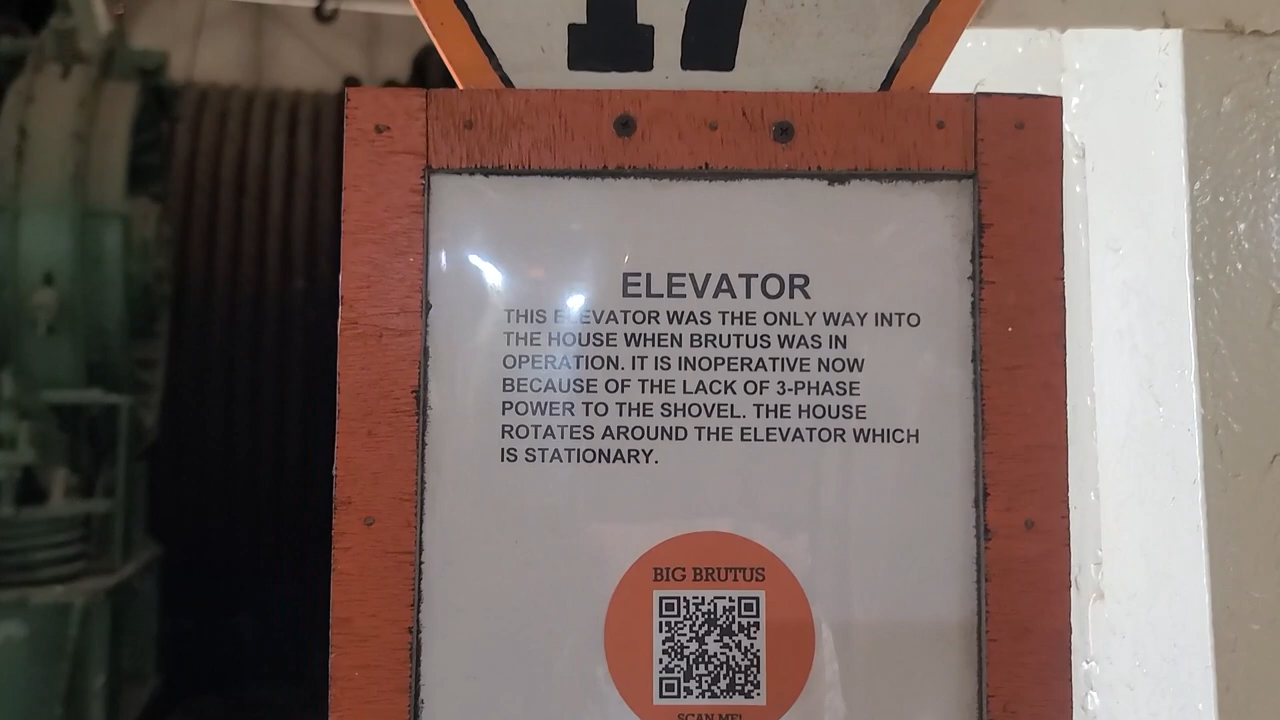 17
ELEVATOR
THIS ELEVATOR WAS THE ONLY WAY INTO
THE HOUSE WHEN BRUTUS WAS IN
OPERATION. IT IS INOPERATIVE NOW
BECAUSE OF THE LACK OF 3-PHASE
POWER TO THE SHOVEL. THE HOUSE
ROTATES AROUND THE ELEVATOR WHICH
IS STATIONARY.
BIG BRUTUS
SCAN ME!